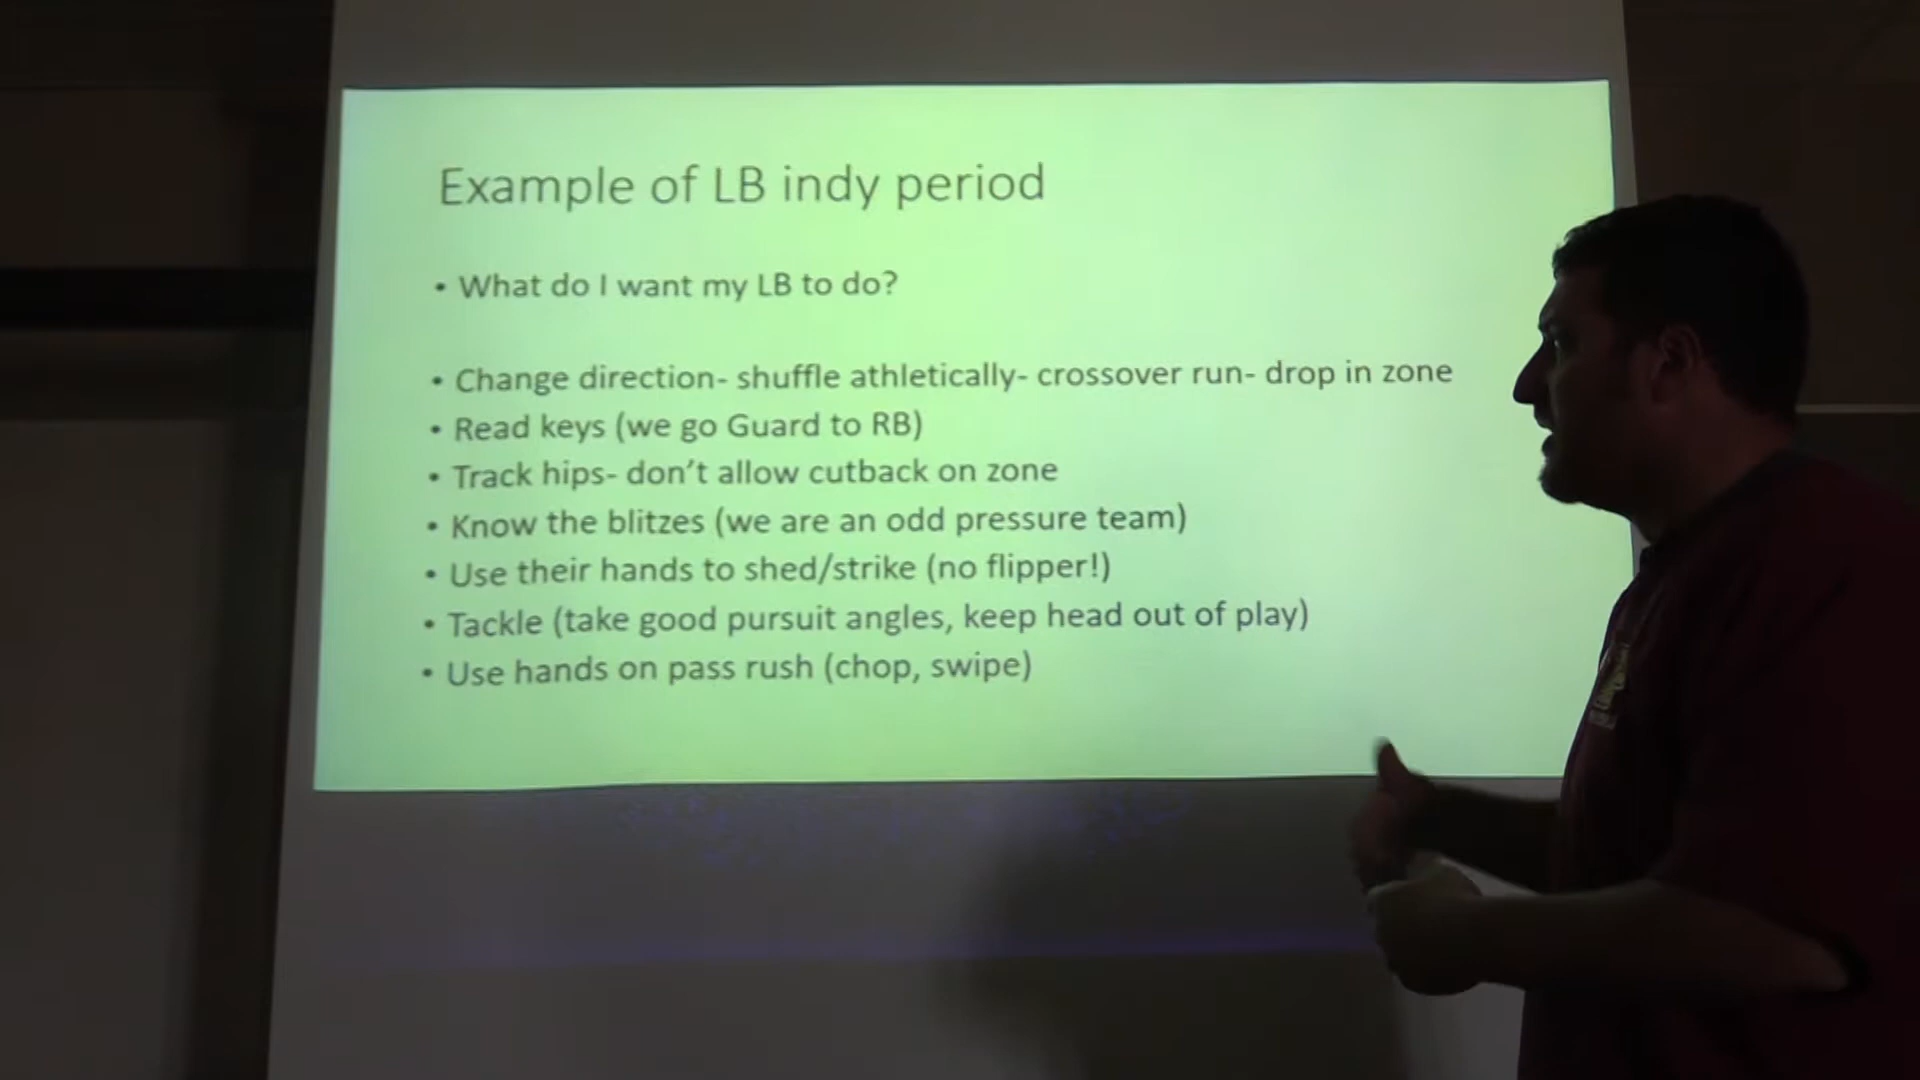 Example of LB indy period
• What do I want my LB to do?
• Change direction- shuffle athletically- crossover run- drop in zone
• Read keys (we go Guard to RB)
• Track hips- don't allow cutback on zone
• Know the blitzes (we are an odd pressure team)
• Use their hands to shed/strike (no flipper!)
• Tackle (take good pursuit angles, keep head out of play)
• Use hands on pass rush (chop, swipe)